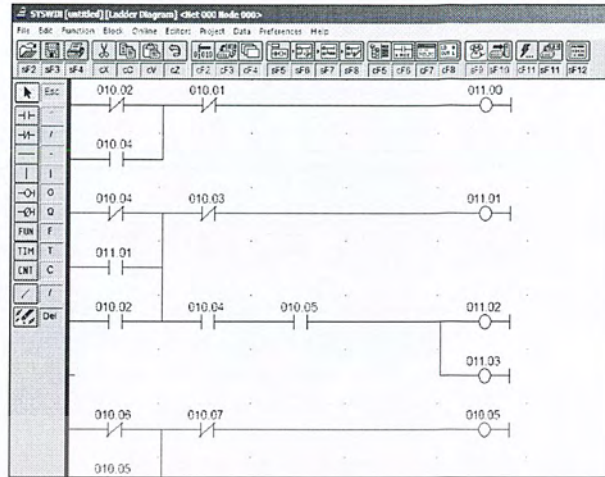 SYSWIN [untitled] [Ladder Diagram] <Net 000 Node 000>
File Edit Function Block Online Editors Project Data Preferences Help
sF2 sF3 sF4 cX cC cV cZ cF2 cF3 cF4 sF5 sF6 sF7 sF8 cF5 cF6 cF7 cF8 sF9 sF10 cF11 sF11 sF12
Esc
010.02 010.01 011.00
"
/
010.04
-
|
I
010.04 010.03 011.01
O
Q
FUN F
011.01
TIM T
CNT C
/ /
010.02 010.04 010.05 011.02
Del
011.03
010.06 010.07 010.05
010.05